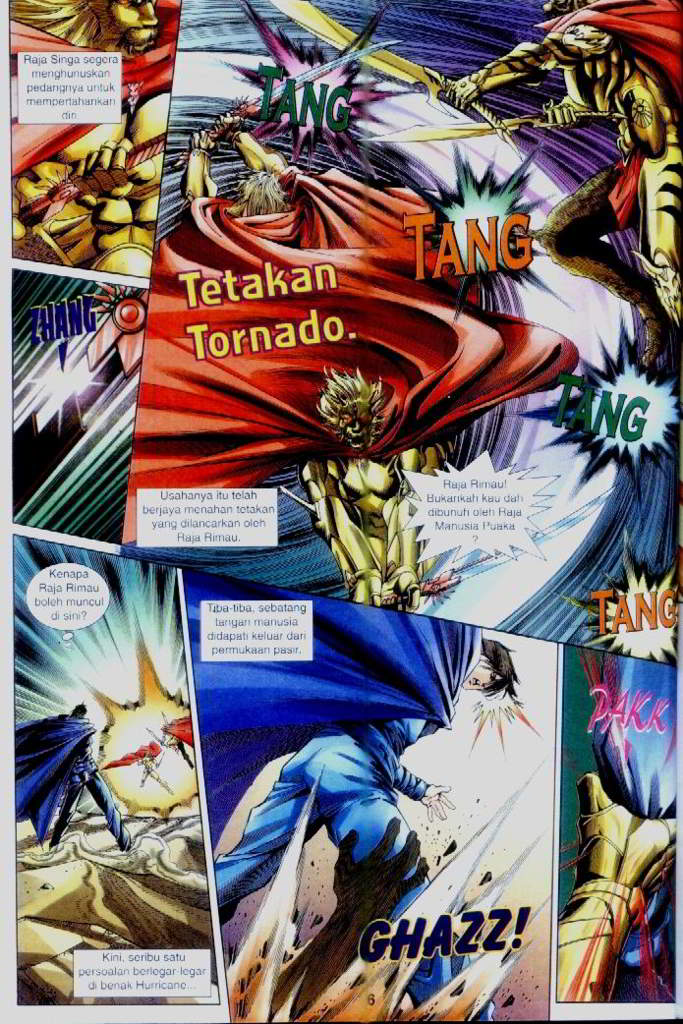 Raja Singa segera
menghunuskan
pedangnya untuk
mempertahankan
diri.
TANG
TANG
Tetakan
Tornado.
ZHANG
TANG
Usahanya itu telah
berjaya menahan tetakan
yang dilancarkan oleh
Raja Rimau.
Raja Rimau!
Bukankah kau dah
dibunuh oleh Raja
Manusia Puaka
?
TANG
Kenapa
Raja Rimau
boleh muncul
di sini?
Tiba-tiba, sebatang
tangan manusia
didapati keluar dari
permukaan pasir.
PAKK
GHAZZ!
Kini, seribu satu
persoalan berlegar-legar
di benak Hurricane...
6